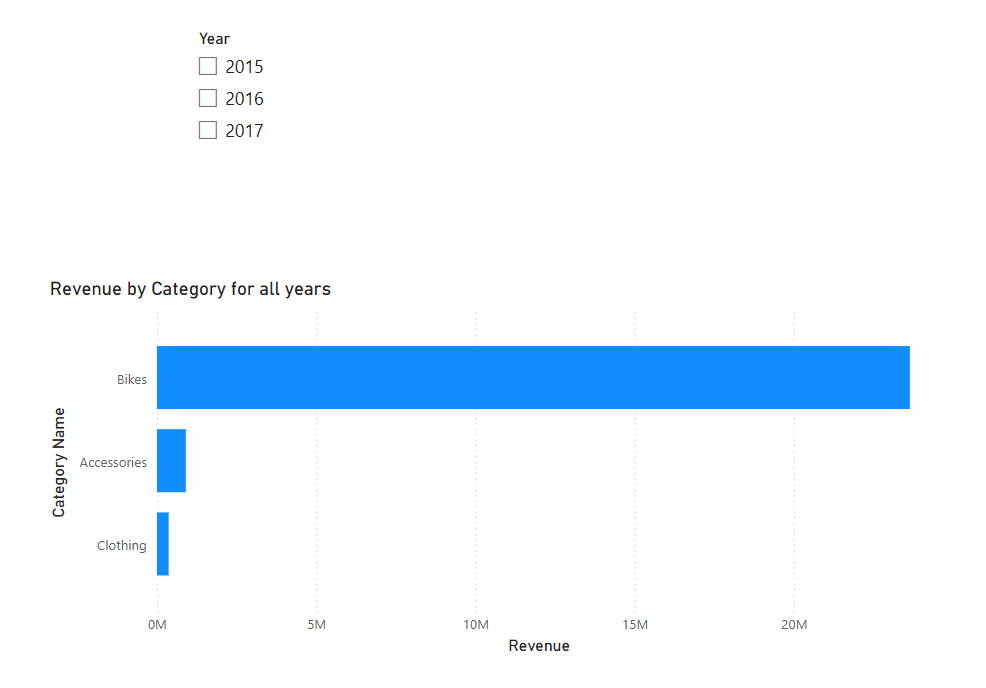 Year
2015
2016
2017
Revenue by Category for all years
Category Name
Bikes
Accessories
Clothing
0M 5M 10M 15M 20M
Revenue